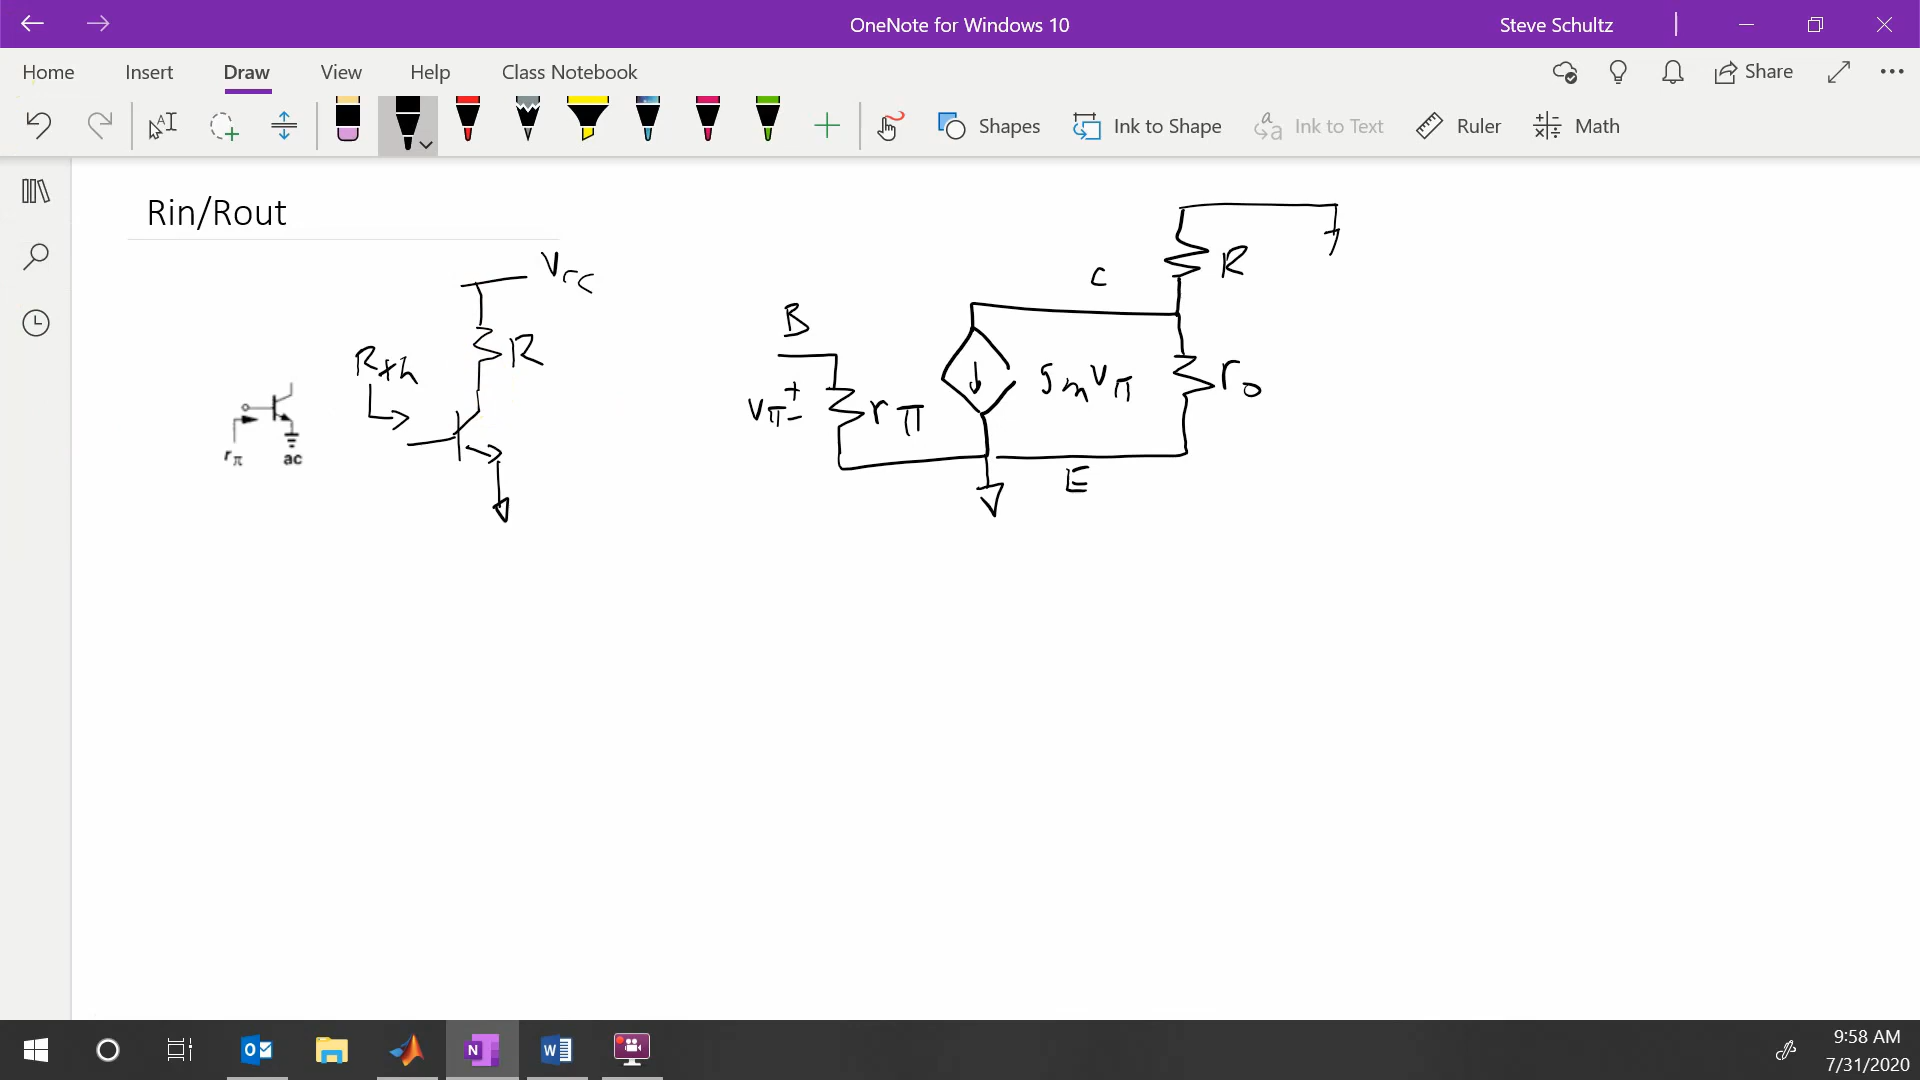 OneNote for Windows 10
Steve Schultz
Home Insert Draw View Help Class Notebook
Share
Shapes Ink to Shape Ink to Text Ruler Math
Rin/Rout
Vcc
R
Rth
rπ
ac
B
vπ + -
rπ
gmvπ
C
R
ro
E
9:58 AM
7/31/2020